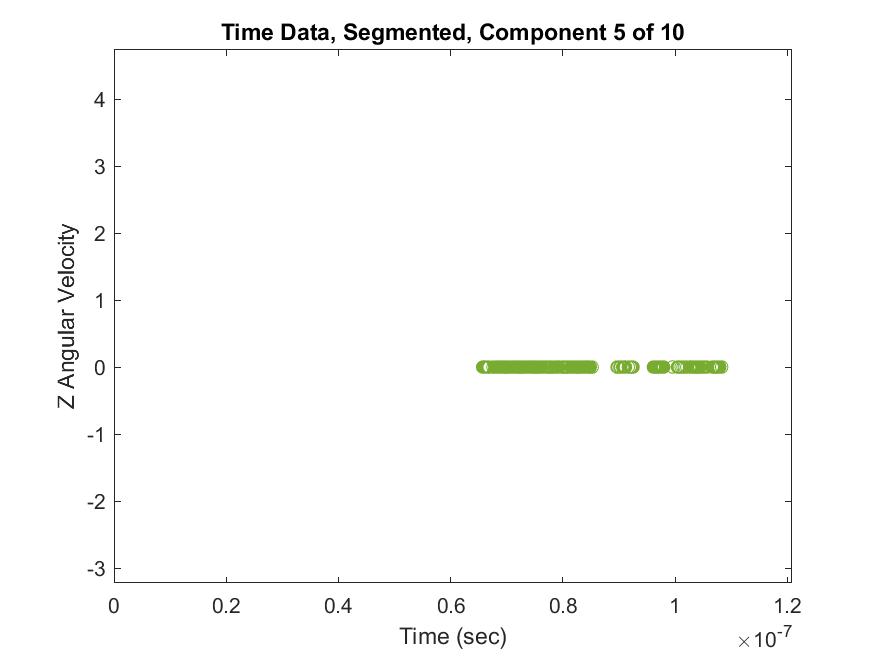 Time Data, Segmented, Component 5 of 10
4
3
2
1
0
-1
-2
-3
Z Angular Velocity
0 0.2 0.4 0.6 0.8 1 1.2
Time (sec)
×10-7